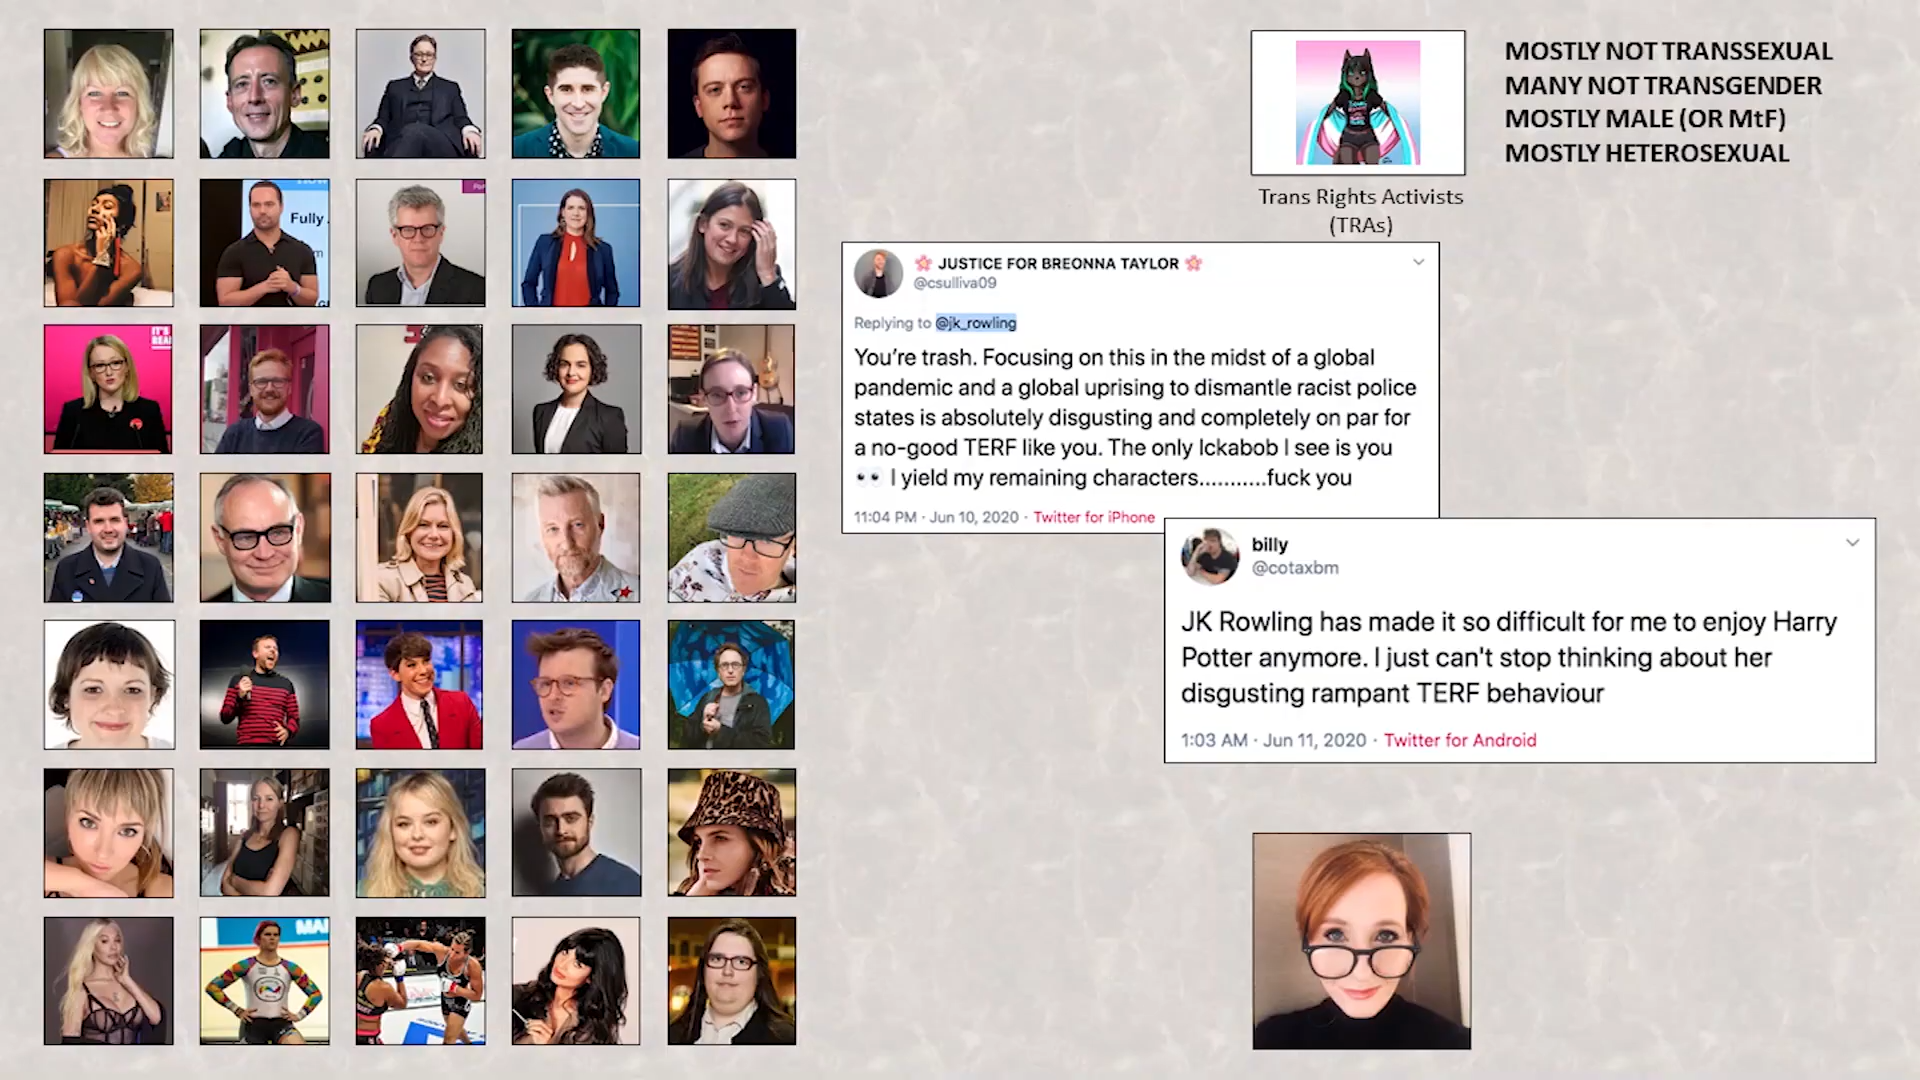 MOSTLY NOT TRANSSEXUAL
MANY NOT TRANSGENDER
MOSTLY MALE (OR MtF)
MOSTLY HETEROSEXUAL
Trans Rights Activists
(TRAs)
JUSTICE FOR BREONNA TAYLOR
@csulliva09
Replying to @jk_rowling
You're trash. Focusing on this in the midst of a global
pandemic and a global uprising to dismantle racist police
states is absolutely disgusting and completely on par for
a no-good TERF like you. The only Ickabob I see is you
👀 I yield my remaining characters...........fuck you
11:04 PM · Jun 10, 2020 · Twitter for iPhone
billy
@cotaxbm
JK Rowling has made it so difficult for me to enjoy Harry
Potter anymore. I just can't stop thinking about her
disgusting rampant TERF behaviour
1:03 AM · Jun 11, 2020 · Twitter for Android
Fully
IT'S
REA
MA